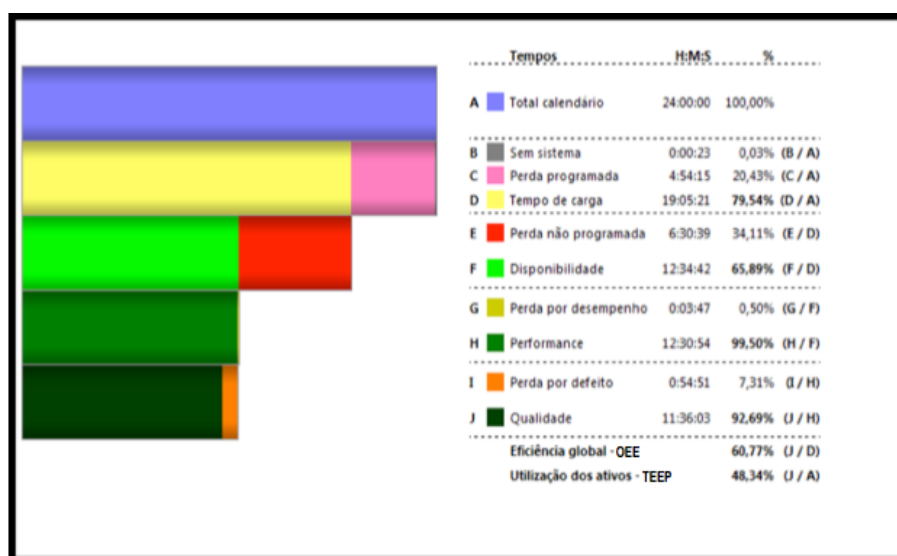 Tempos H:M:S %
A Total calendário 24:00:00 100,00%
B Sem sistema 0:00:23 0,03% (B / A)
C Perda programada 4:54:15 20,43% (C / A)
D Tempo de carga 19:05:21 79,54% (D / A)
E Perda não programada 6:30:39 34,11% (E / D)
F Disponibilidade 12:34:42 65,89% (F / D)
G Perda por desempenho 0:03:47 0,50% (G / F)
H Performance 12:30:54 99,50% (H / F)
I Perda por defeito 0:54:51 7,31% (I / H)
J Qualidade 11:36:03 92,69% (J / H)
Eficiência global - OEE 60,77% (J / D)
Utilização dos ativos - TEEP 48,34% (J / A)